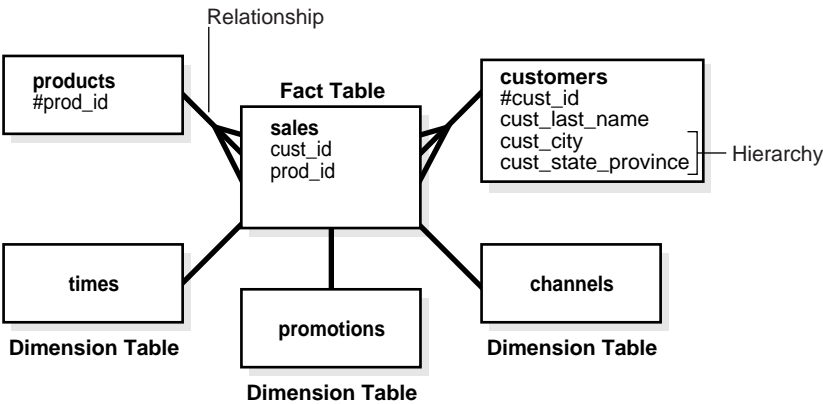 Relationship
products
#prod_id
Fact Table
sales
cust_id
prod_id
customers
#cust_id
cust_last_name
cust_city
cust_state_province
Hierarchy
times
Dimension Table
promotions
Dimension Table
channels
Dimension Table